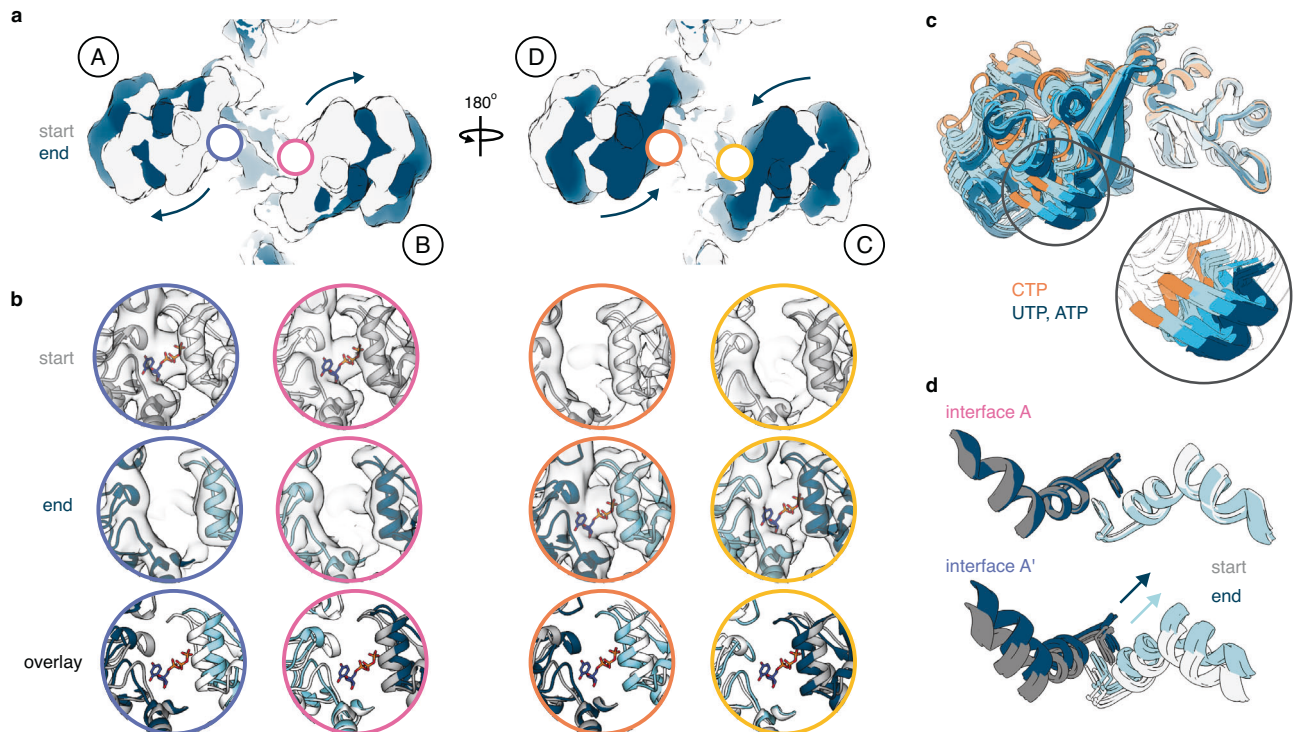 a
A
D
start
end
180°
B
C
b
start
end
overlay
c
CTP
UTP, ATP
d
interface A
interface A'
start
end